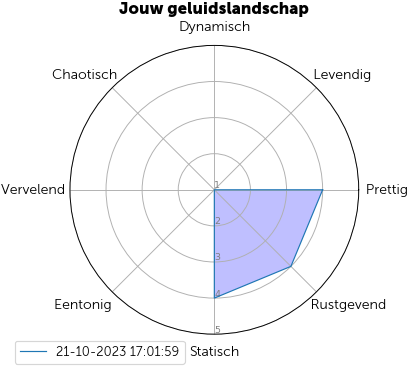 Jouw geluidslandschap
Dynamisch
Chaotisch
Levendig
Vervelend
Prettig
1
2
3
4
5
Eentonig
Rustgevend
Statisch
21-10-2023 17:01:59